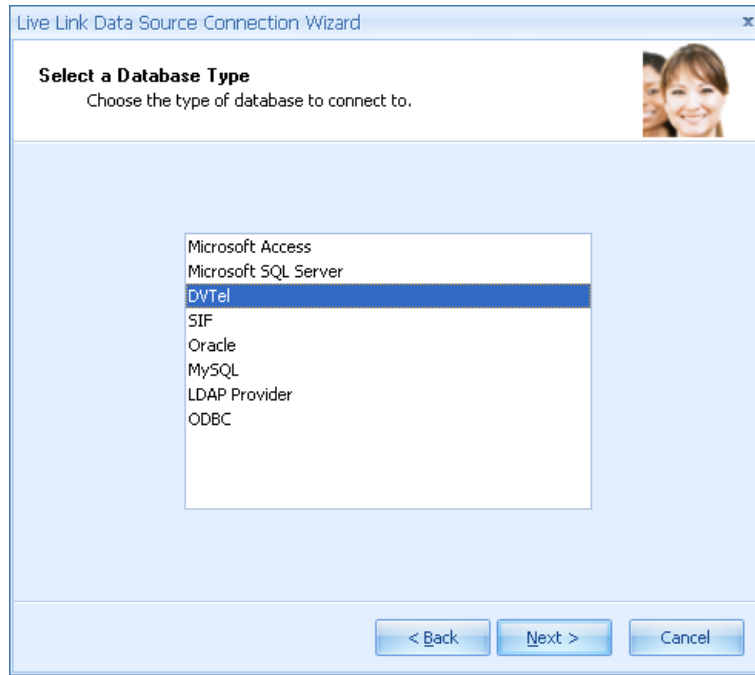 Live Link Data Source Connection Wizard
x
Select a Database Type
Choose the type of database to connect to.
Microsoft Access
Microsoft SQL Server
DVTel
SIF
Oracle
MySQL
LDAP Provider
ODBC
< Back
Next >
Cancel